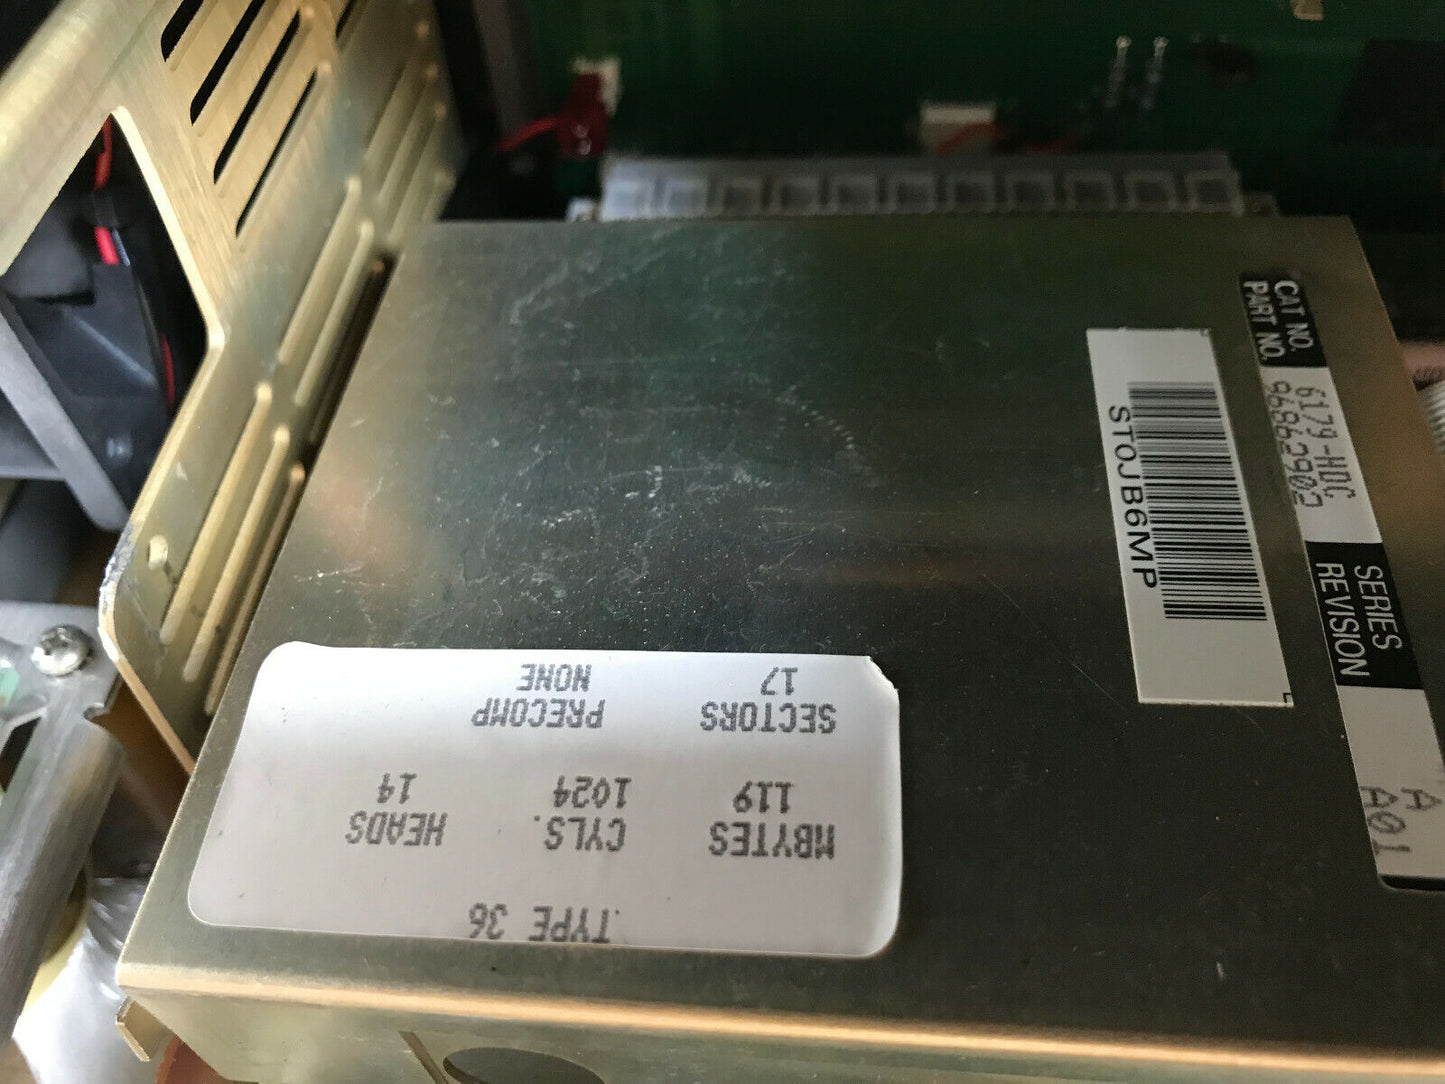 TYPE 36
MBYTES CYLS. HEADS
119 1024 14
SECTORS PRECOMP
17 NONE
ST0JB6MP
CAT NO. 6179-HDC SERIES A
PART NO. 96862902 REVISION A01